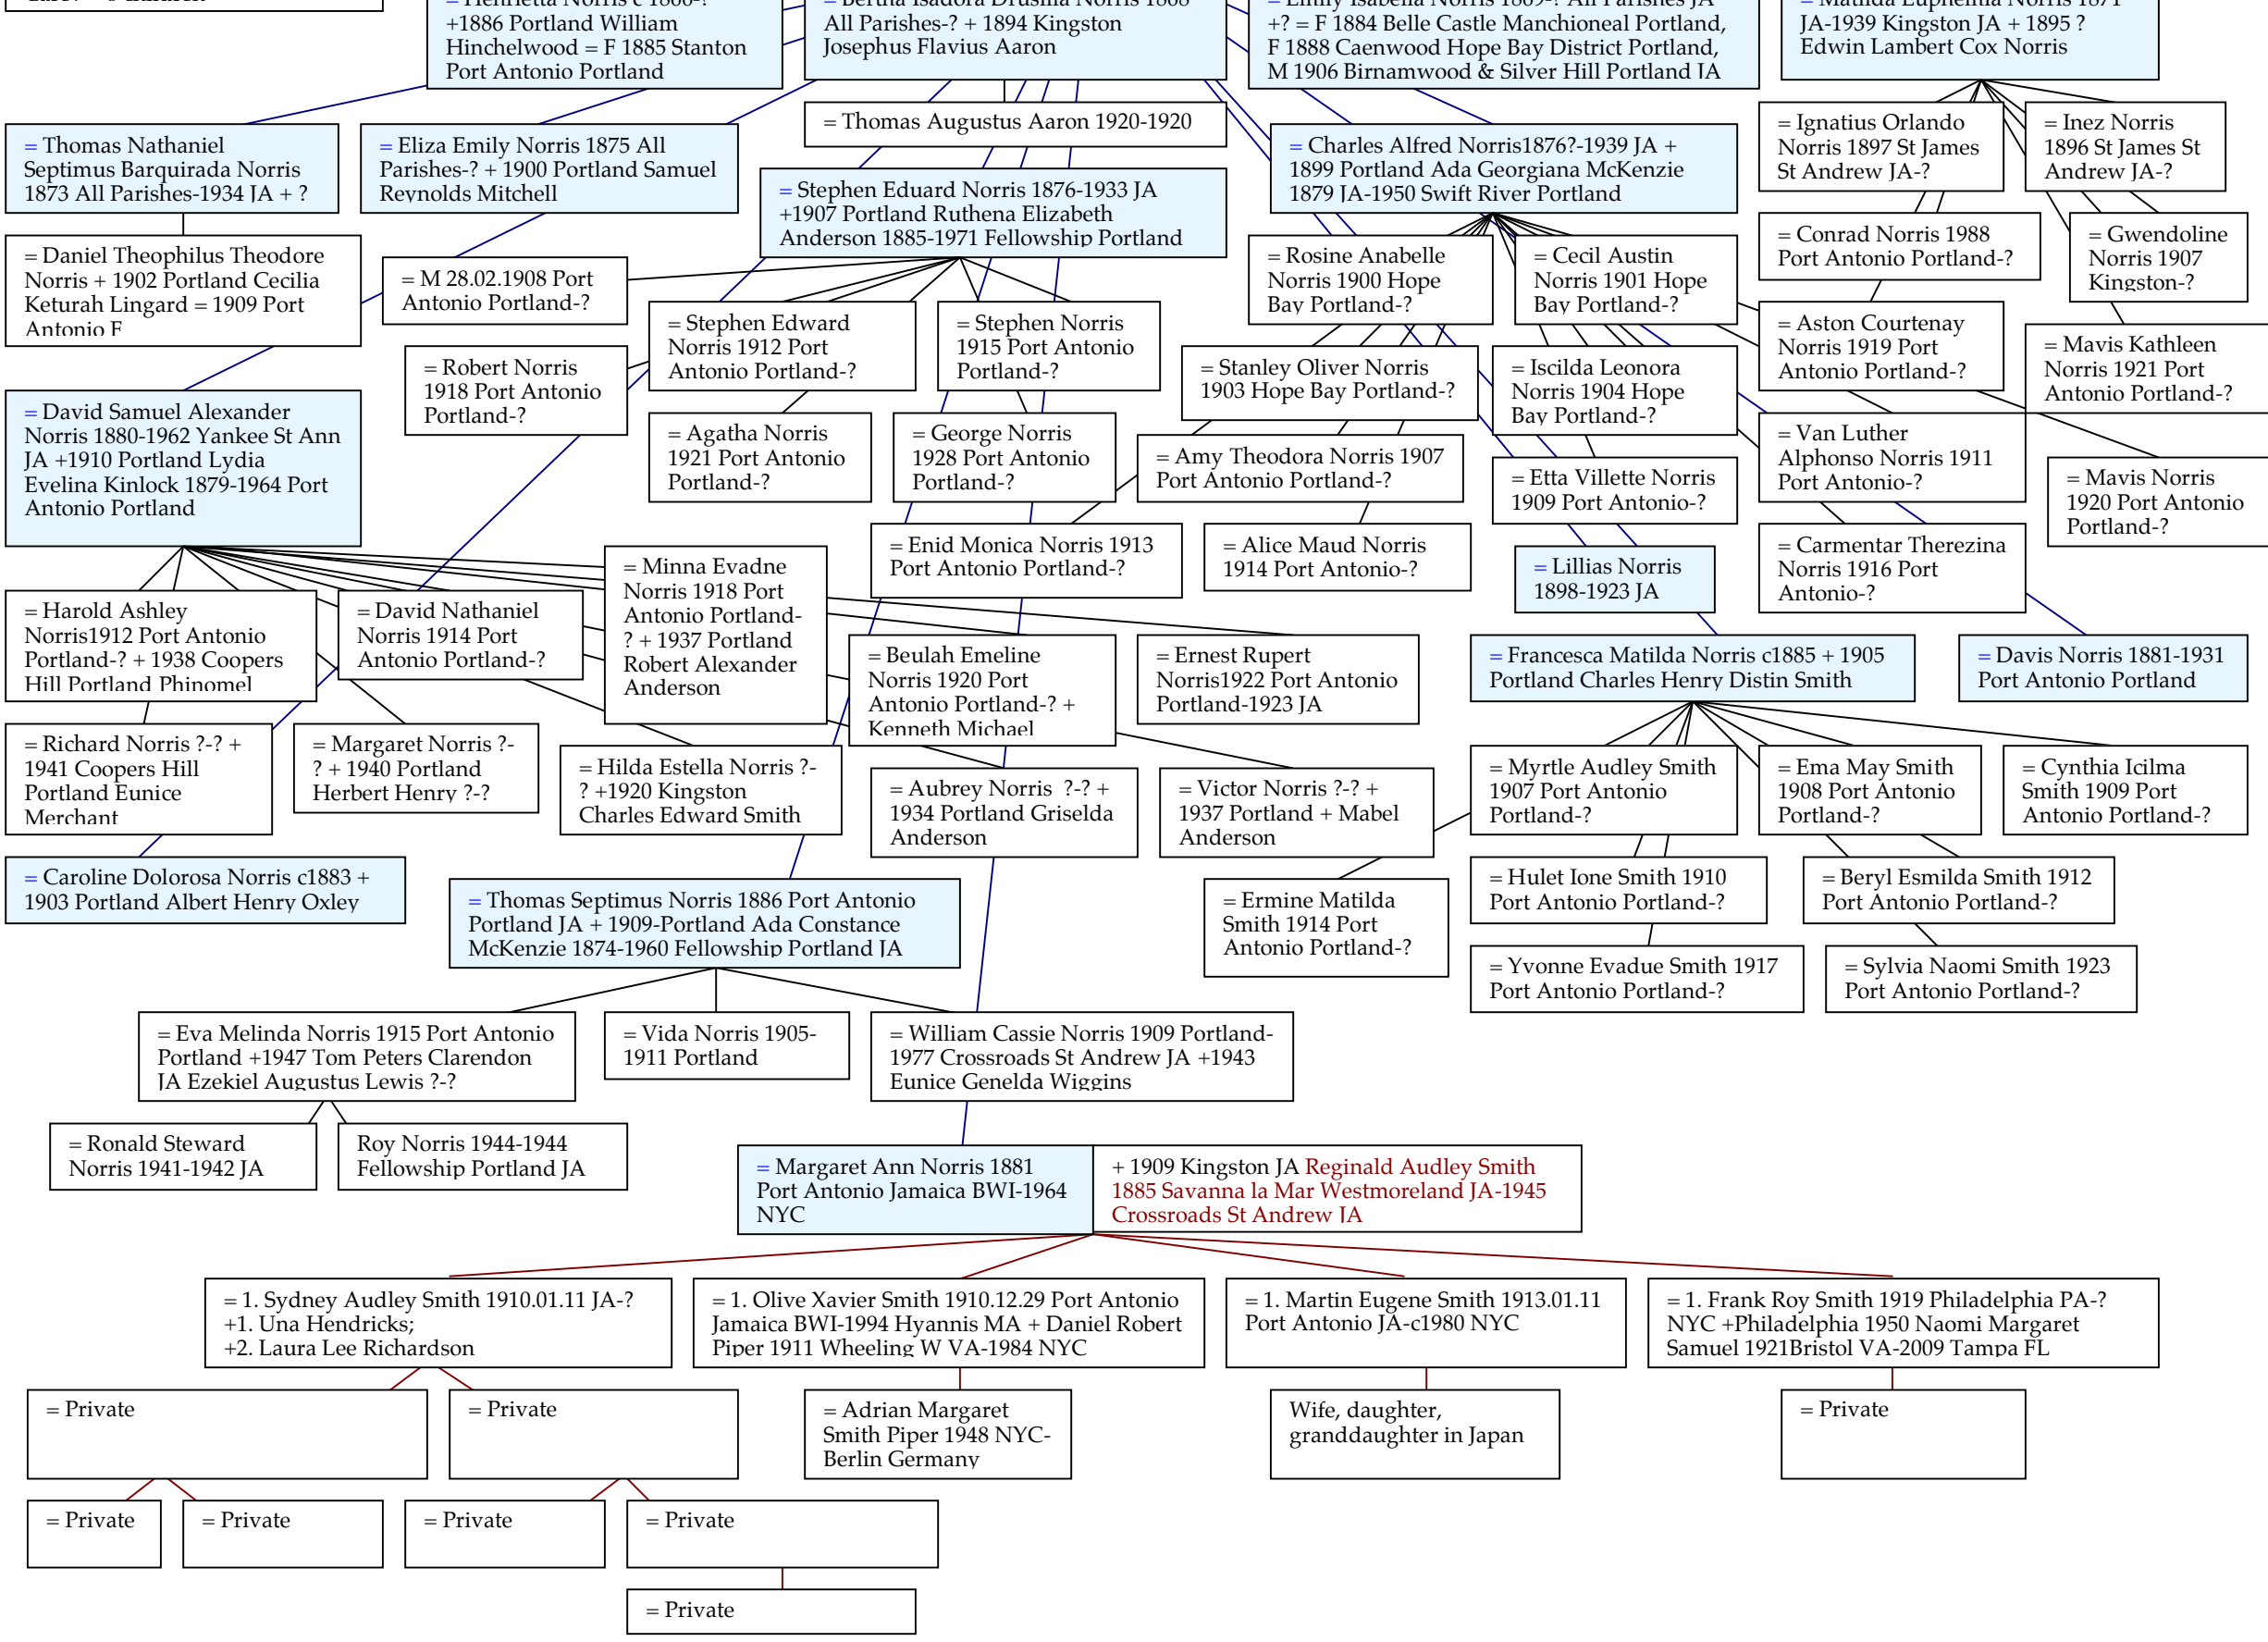 = Henrietta Norris c 1866-?
+1886 Portland William
Hinchelwood = F 1885 Stanton
Port Antonio Portland
= Bertha Isadora Drusilla Norris 1868
All Parishes-? + 1894 Kingston
Josephus Flavius Aaron
= Emily Isabella Norris 1869-? All Parishes JA
+? = F 1884 Belle Castle Manchioneal Portland,
F 1888 Caenwood Hope Bay District Portland,
M 1906 Birnamwood & Silver Hill Portland JA
= Matilda Euphemia Norris 1871
JA-1939 Kingston JA + 1895 ?
Edwin Lambert Cox Norris
= Thomas Augustus Aaron 1920-1920
= Thomas Nathaniel
Septimus Barquirada Norris
1873 All Parishes-1934 JA + ?
= Eliza Emily Norris 1875 All
Parishes-? + 1900 Portland Samuel
Reynolds Mitchell
= Stephen Eduard Norris 1876-1933 JA
+1907 Portland Ruthena Elizabeth
Anderson 1885-1971 Fellowship Portland
= Charles Alfred Norris1876?-1939 JA +
1899 Portland Ada Georgiana McKenzie
1879 JA-1950 Swift River Portland
= Ignatius Orlando
Norris 1897 St James
St Andrew JA-?
= Inez Norris
1896 St James St
Andrew JA-?
= Daniel Theophilus Theodore
Norris + 1902 Portland Cecilia
Keturah Lingard = 1909 Port
Antonio F
= M 28.02.1908 Port
Antonio Portland-?
= Rosine Anabelle
Norris 1900 Hope
Bay Portland-?
= Cecil Austin
Norris 1901 Hope
Bay Portland-?
= Conrad Norris 1988
Port Antonio Portland-?
= Gwendoline
Norris 1907
Kingston-?
= Stephen Edward
Norris 1912 Port
Antonio Portland-?
= Stephen Norris
1915 Port Antonio
Portland-?
= Aston Courtenay
Norris 1919 Port
Antonio Portland-?
= Mavis Kathleen
Norris 1921 Port
Antonio Portland-?
= Robert Norris
1918 Port Antonio
Portland-?
= Stanley Oliver Norris
1903 Hope Bay Portland-?
= Iscilda Leonora
Norris 1904 Hope
Bay Portland-?
= David Samuel Alexander
Norris 1880-1962 Yankee St Ann
JA +1910 Portland Lydia
Evelina Kinlock 1879-1964 Port
Antonio Portland
= Agatha Norris
1921 Port Antonio
Portland-?
= George Norris
1928 Port Antonio
Portland-?
= Amy Theodora Norris 1907
Port Antonio Portland-?
= Etta Villette Norris
1909 Port Antonio-?
= Van Luther
Alphonso Norris 1911
Port Antonio-?
= Mavis Norris
1920 Port Antonio
Portland-?
= Enid Monica Norris 1913
Port Antonio Portland-?
= Alice Maud Norris
1914 Port Antonio-?
= Lillias Norris
1898-1923 JA
= Carmentar Therezina
Norris 1916 Port
Antonio-?
= Harold Ashley
Norris1912 Port Antonio
Portland-? + 1938 Coopers
Hill Portland Phinomel
= David Nathaniel
Norris 1914 Port
Antonio Portland-?
= Minna Evadne
Norris 1918 Port
Antonio Portland-
? + 1937 Portland
Robert Alexander
Anderson
= Beulah Emeline
Norris 1920 Port
Antonio Portland-? +
Kenneth Michael
= Ernest Rupert
Norris1922 Port Antonio
Portland-1923 JA
= Francesca Matilda Norris c1885 + 1905
Portland Charles Henry Distin Smith
= Davis Norris 1881-1931
Port Antonio Portland
= Richard Norris ?-? +
1941 Coopers Hill
Portland Eunice
Merchant
= Margaret Norris ?-
? + 1940 Portland
Herbert Henry ?-?
= Hilda Estella Norris ?-
? +1920 Kingston
Charles Edward Smith
= Aubrey Norris ?-? +
1934 Portland Griselda
Anderson
= Victor Norris ?-? +
1937 Portland + Mabel
Anderson
= Myrtle Audley Smith
1907 Port Antonio
Portland-?
= Ema May Smith
1908 Port Antonio
Portland-?
= Cynthia Icilma
Smith 1909 Port
Antonio Portland-?
= Caroline Dolorosa Norris c1883 +
1903 Portland Albert Henry Oxley
= Thomas Septimus Norris 1886 Port Antonio
Portland JA + 1909-Portland Ada Constance
McKenzie 1874-1960 Fellowship Portland JA
= Ermine Matilda
Smith 1914 Port
Antonio Portland-?
= Hulet Ione Smith 1910
Port Antonio Portland-?
= Beryl Esmilda Smith 1912
Port Antonio Portland-?
= Yvonne Evadue Smith 1917
Port Antonio Portland-?
= Sylvia Naomi Smith 1923
Port Antonio Portland-?
= Eva Melinda Norris 1915 Port Antonio
Portland +1947 Tom Peters Clarendon
JA Ezekiel Augustus Lewis ?-?
= Vida Norris 1905-
1911 Portland
= William Cassie Norris 1909 Portland-
1977 Crossroads St Andrew JA +1943
Eunice Genelda Wiggins
= Ronald Steward
Norris 1941-1942 JA
Roy Norris 1944-1944
Fellowship Portland JA
= Margaret Ann Norris 1881
Port Antonio Jamaica BWI-1964
NYC
+ 1909 Kingston JA Reginald Audley Smith
1885 Savanna la Mar Westmoreland JA-1945
Crossroads St Andrew JA
= 1. Sydney Audley Smith 1910.01.11 JA-?
+1. Una Hendricks;
+2. Laura Lee Richardson
= 1. Olive Xavier Smith 1910.12.29 Port Antonio
Jamaica BWI-1994 Hyannis MA + Daniel Robert
Piper 1911 Wheeling W VA-1984 NYC
= 1. Martin Eugene Smith 1913.01.11
Port Antonio JA-c1980 NYC
= 1. Frank Roy Smith 1919 Philadelphia PA-?
NYC +Philadelphia 1950 Naomi Margaret
Samuel 1921Bristol VA-2009 Tampa FL
= Private
= Private
= Adrian Margaret
Smith Piper 1948 NYC-
Berlin Germany
Wife, daughter,
granddaughter in Japan
= Private
= Private
= Private
= Private
= Private
= Private